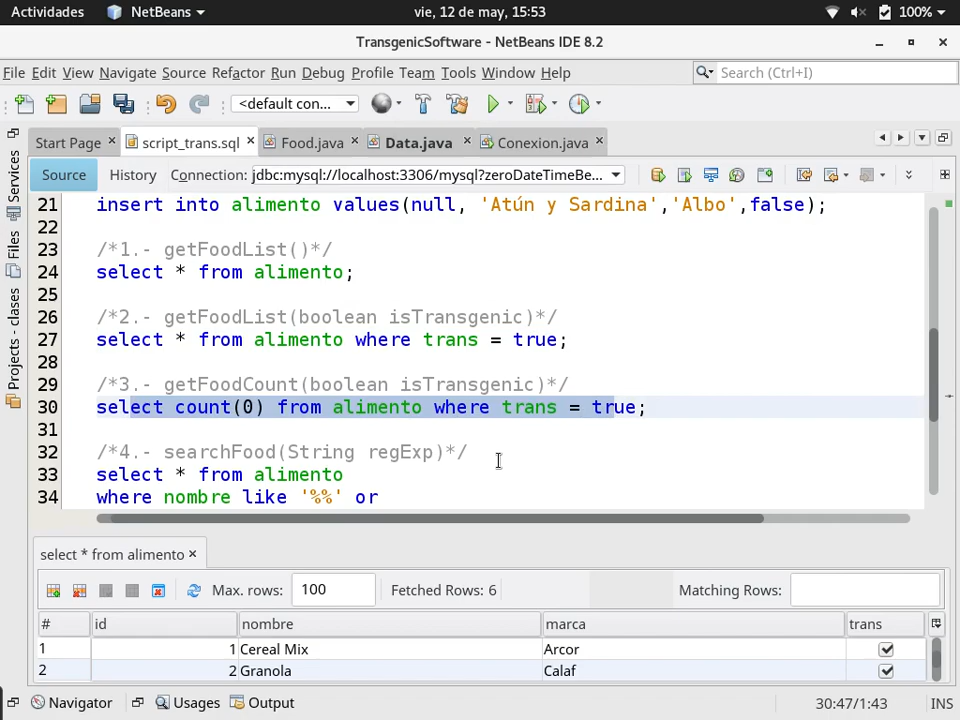 Actividades NetBeans vie, 12 de may, 15:53 100%
TransgenicSoftware - NetBeans IDE 8.2
File Edit View Navigate Source Refactor Run Debug Profile Team Tools Window Help Search (Ctrl+I)
<default con...
Start Page script_trans.sql Food.java Data.java Conexion.java
Source History Connection: jdbc:mysql://localhost:3306/mysql?zeroDateTimeBe...
Services
Files
Projects - clases
21 insert into alimento values(null, 'Atún y Sardina','Albo',false);
22
23 /*1.- getFoodList()*/
24 select * from alimento;
25
26 /*2.- getFoodList(boolean isTransgenic)*/
27 select * from alimento where trans = true;
28
29 /*3.- getFoodCount(boolean isTransgenic)*/
30 select count(0) from alimento where trans = true;
31
32 /*4.- searchFood(String regExp)*/
33 select * from alimento
34 where nombre like '%%' or
select * from alimento
Max. rows: 100 Fetched Rows: 6 Matching Rows:
# id nombre marca trans
1 1 Cereal Mix Arcor
2 2 Granola Calaf
Navigator Usages Output 30:47/1:43 INS